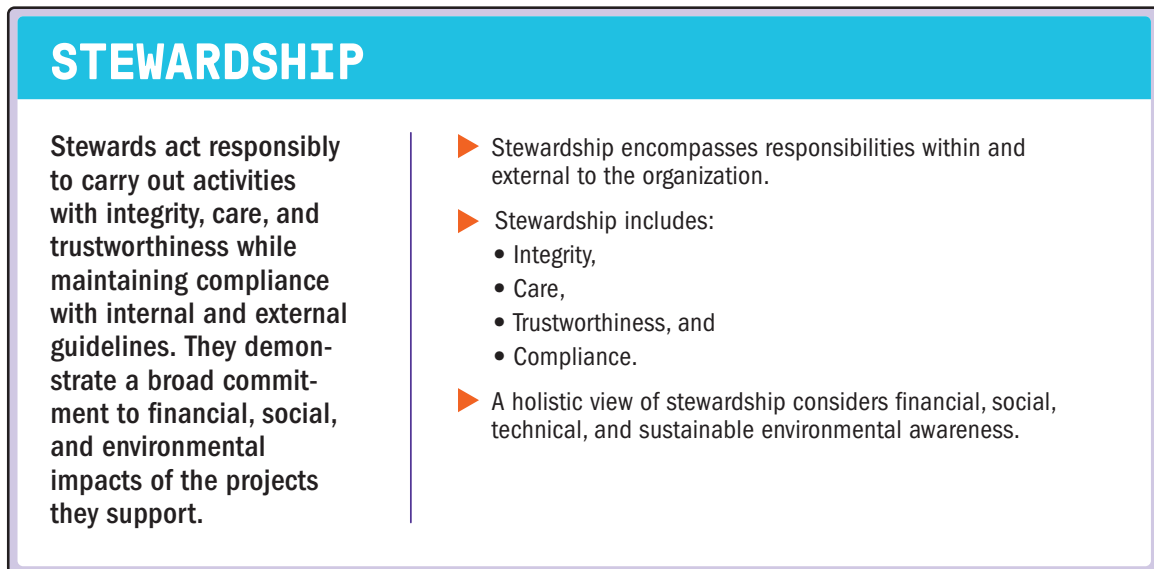 STEWARDSHIP
Stewards act responsibly
to carry out activities
with integrity, care, and
trustworthiness while
maintaining compliance
with internal and external
guidelines. They demon-
strate a broad commit-
ment to financial, social,
and environmental
impacts of the projects
they support.
Stewardship encompasses responsibilities within and
external to the organization.
Stewardship includes:
• Integrity,
• Care,
• Trustworthiness, and
• Compliance.
A holistic view of stewardship considers financial, social,
technical, and sustainable environmental awareness.